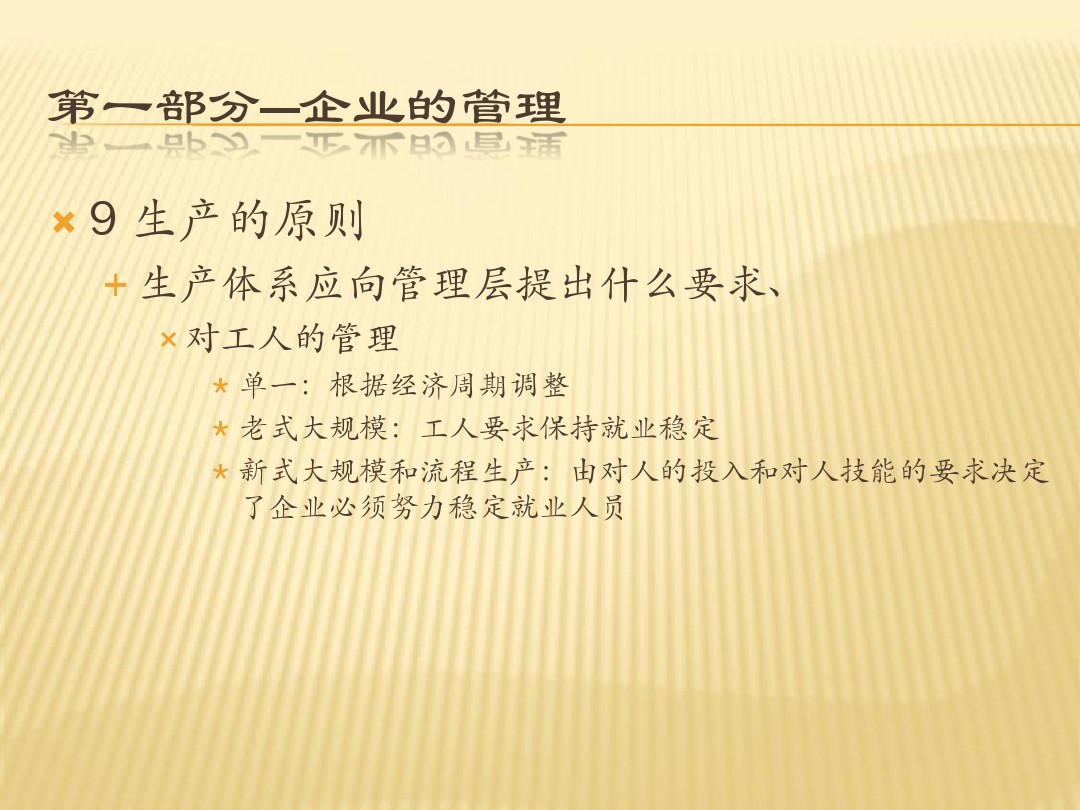 第一部分—企业的管理
9 生产的原则
生产体系应向管理层提出什么要求、
对工人的管理
单一：根据经济周期调整
老式大规模：工人要求保持就业稳定
新式大规模和流程生产：由对人的投入和对人技能的要求决定
了企业必须努力稳定就业人员